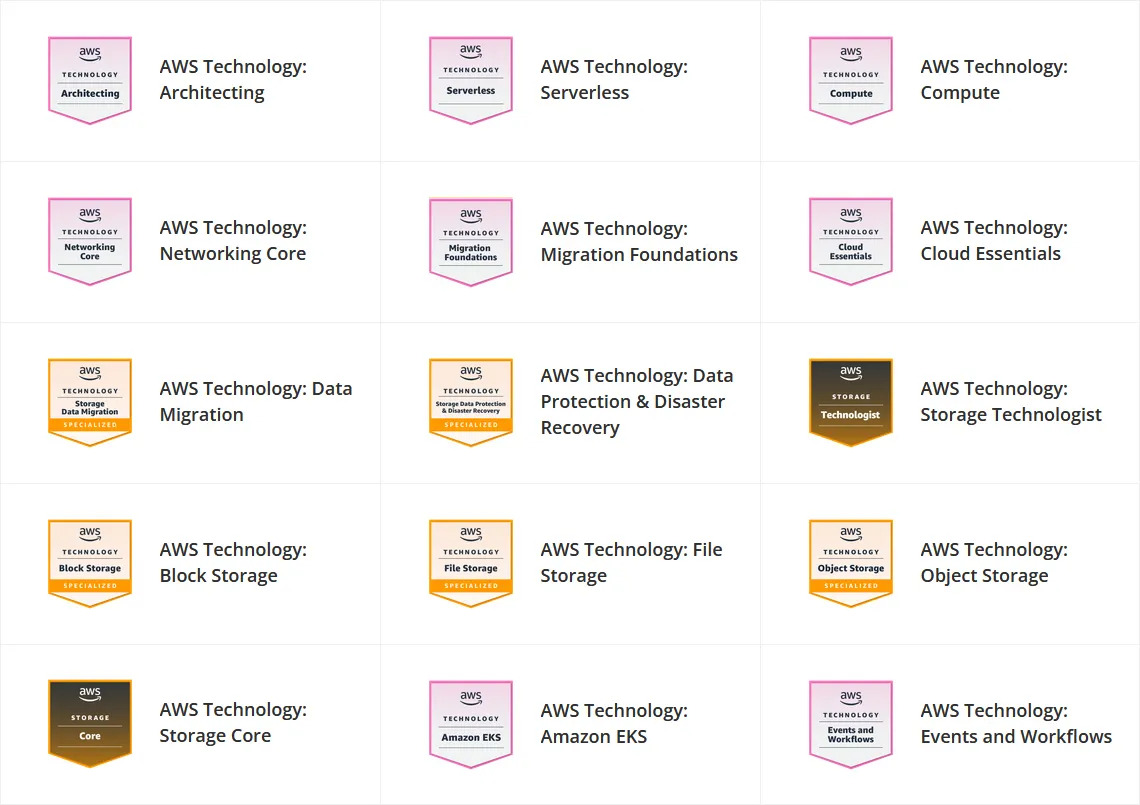 aws
TECHNOLOGY
Architecting
AWS Technology:
Architecting
aws
TECHNOLOGY
Serverless
AWS Technology:
Serverless
aws
TECHNOLOGY
Compute
AWS Technology:
Compute
aws
TECHNOLOGY
Networking
Core
AWS Technology:
Networking Core
aws
TECHNOLOGY
Migration
Foundations
AWS Technology:
Migration Foundations
aws
TECHNOLOGY
Cloud
Essentials
AWS Technology:
Cloud Essentials
aws
TECHNOLOGY
Storage
Data Migration
SPECIALIZED
AWS Technology: Data
Migration
aws
TECHNOLOGY
Storage Data Protection
& Disaster Recovery
SPECIALIZED
AWS Technology: Data
Protection & Disaster
Recovery
aws
STORAGE
Technologist
AWS Technology:
Storage Technologist
aws
TECHNOLOGY
Block Storage
SPECIALIZED
AWS Technology:
Block Storage
aws
TECHNOLOGY
File Storage
SPECIALIZED
AWS Technology: File
Storage
aws
TECHNOLOGY
Object Storage
SPECIALIZED
AWS Technology:
Object Storage
aws
STORAGE
Core
AWS Technology:
Storage Core
aws
TECHNOLOGY
Amazon EKS
AWS Technology:
Amazon EKS
aws
TECHNOLOGY
Events and
Workflows
AWS Technology:
Events and Workflows